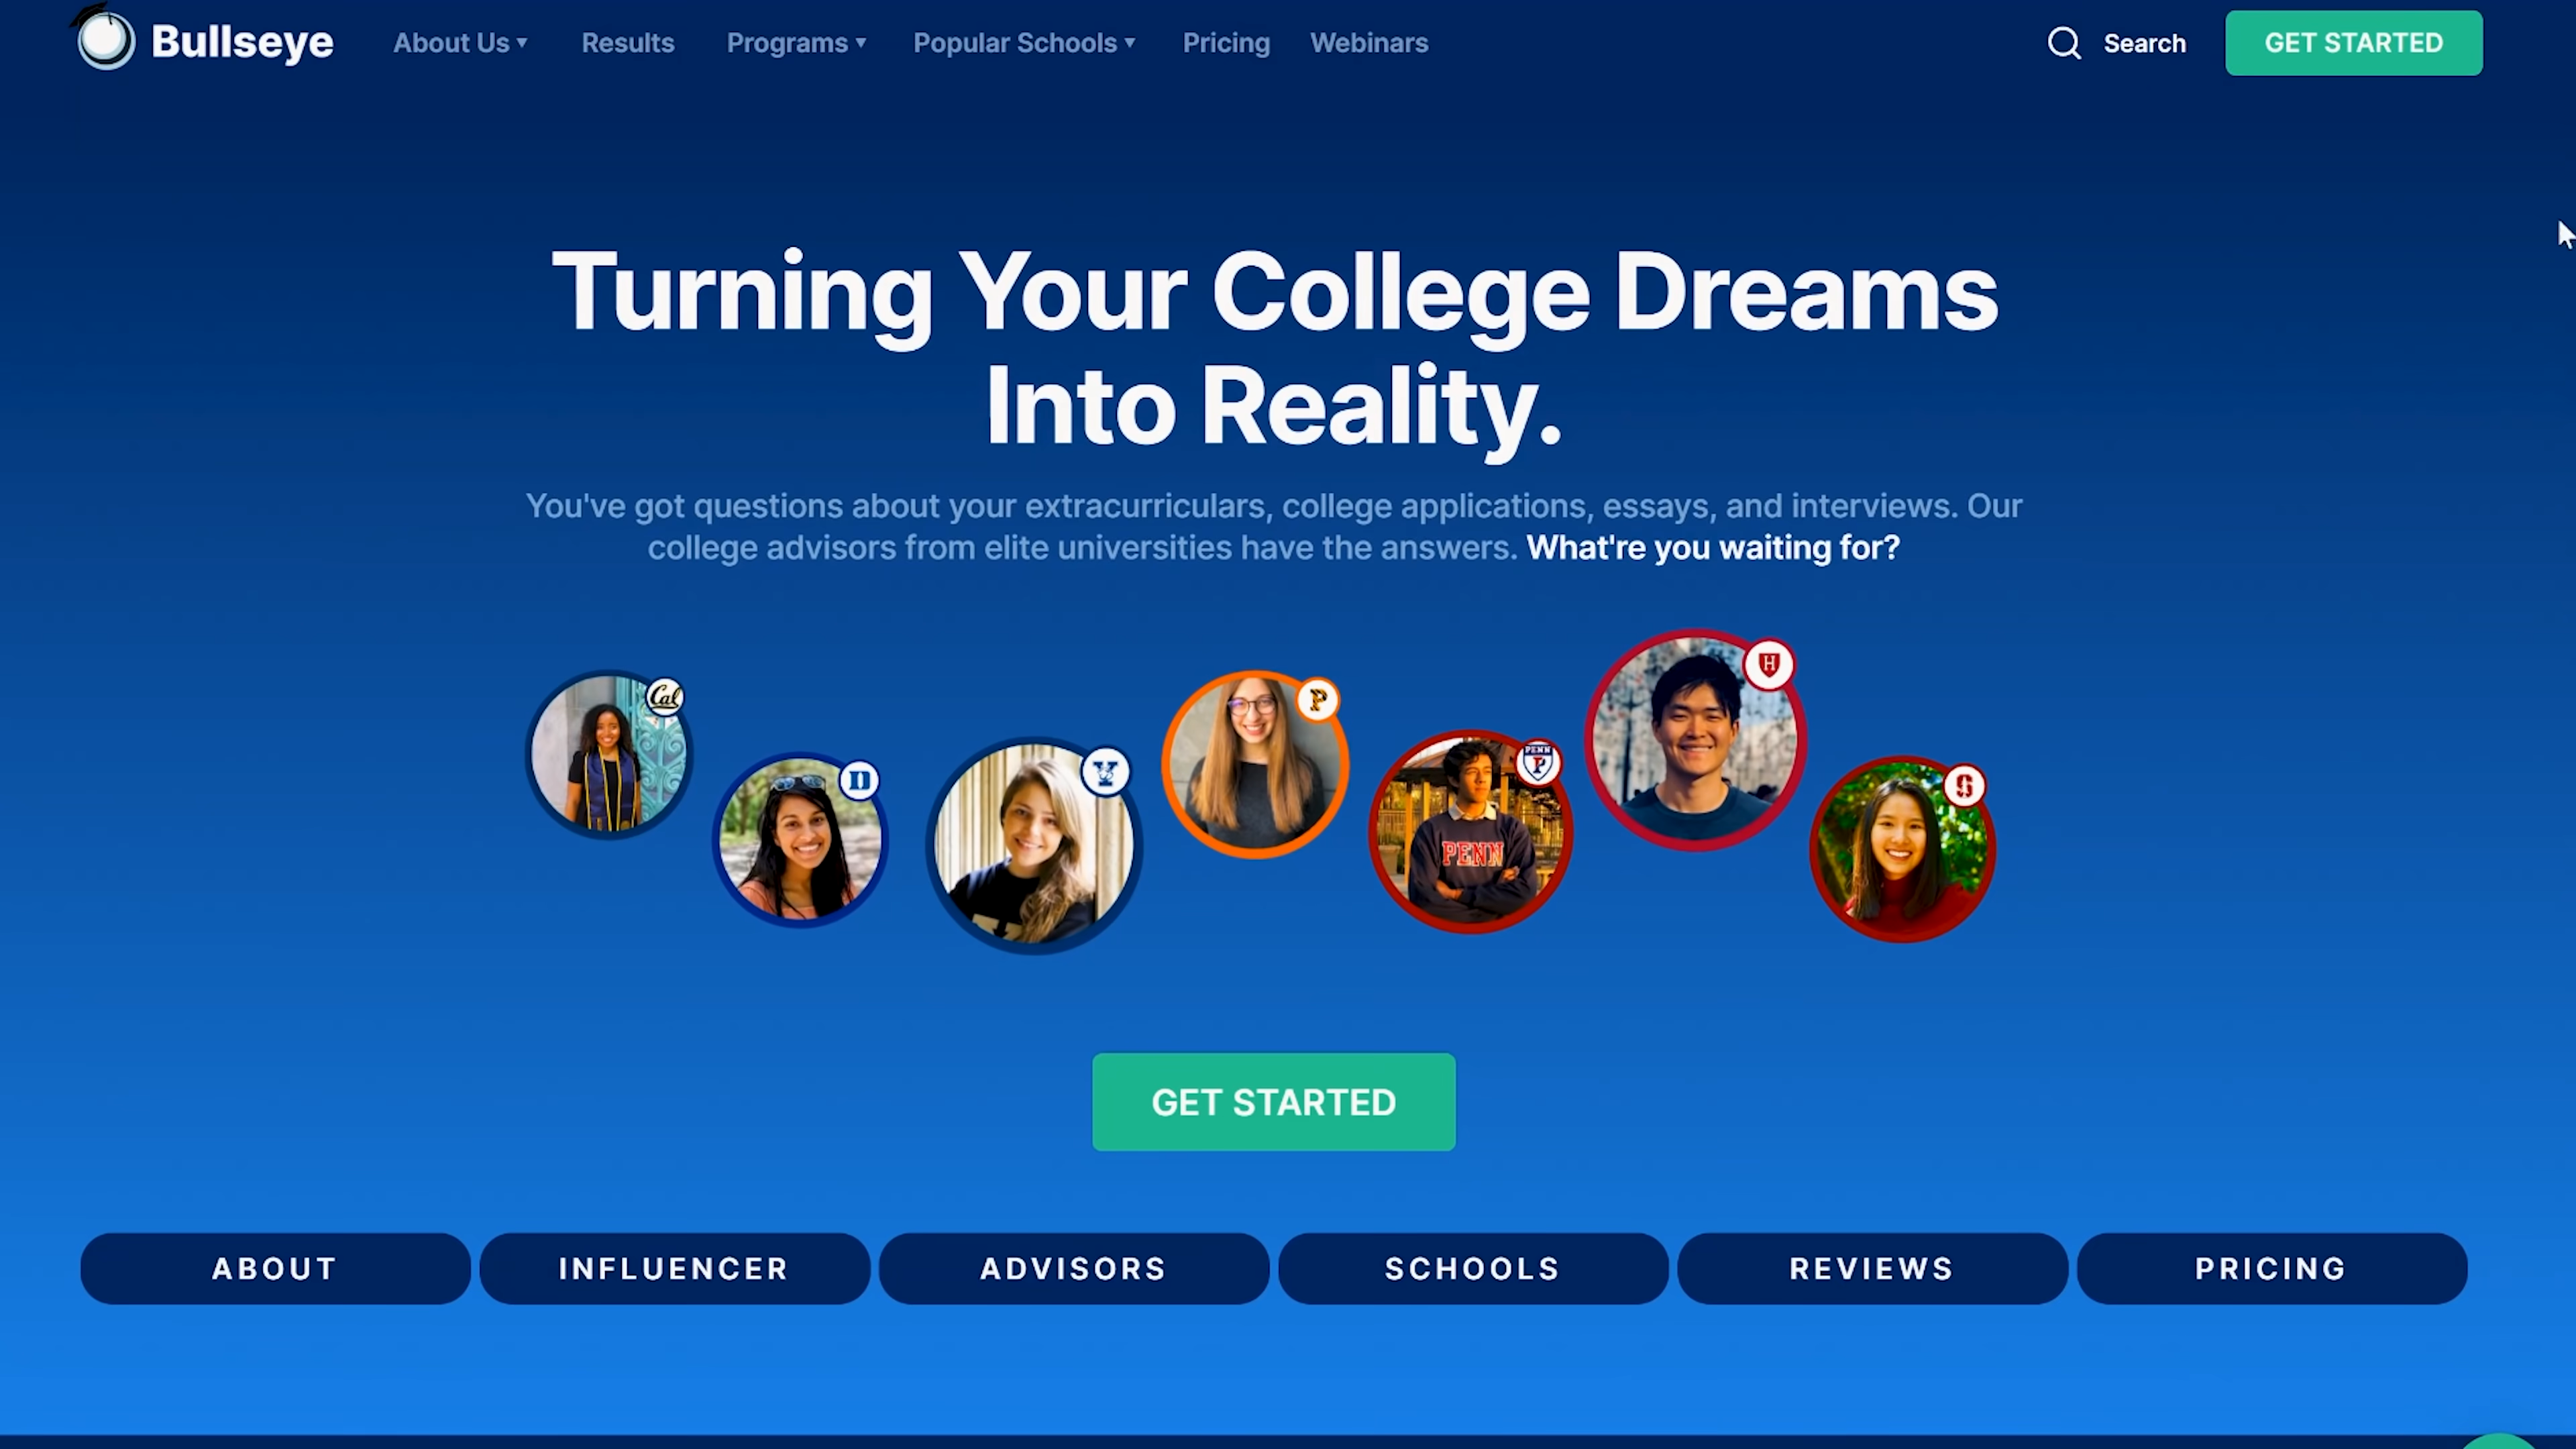 Bullseye
About Us
Results
Programs
Popular Schools
Pricing
Webinars
Search
GET STARTED
Turning Your College Dreams
Into Reality.
You've got questions about your extracurriculars, college applications, essays, and interviews. Our
college advisors from elite universities have the answers. What're you waiting for?
Cal
D
Y
P
PENN
P
PENN
H
S
GET STARTED
ABOUT
INFLUENCER
ADVISORS
SCHOOLS
REVIEWS
PRICING